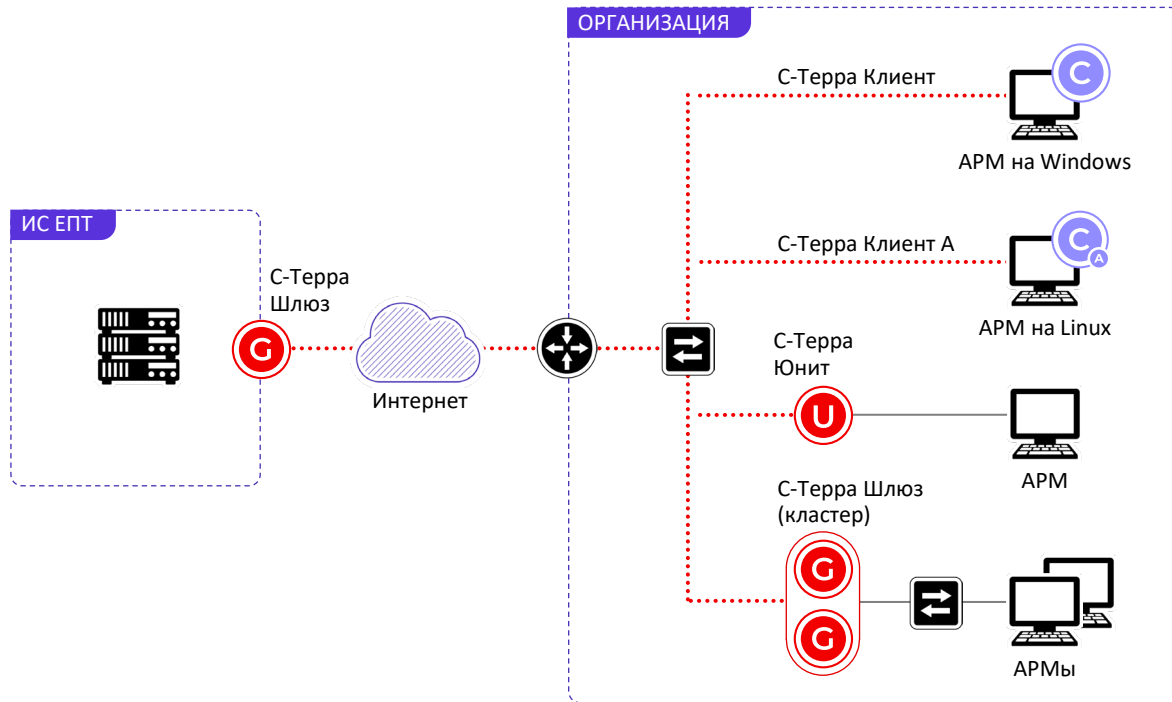 ОРГАНИЗАЦИЯ
С-Терра Клиент
C
АРМ на Windows
ИС ЕПТ
С-Терра Клиент А
C
A
АРМ на Linux
С-Терра
Шлюз
G
Интернет
С-Терра
Юнит
U
АРМ
С-Терра Шлюз
(кластер)
G
G
АРМы